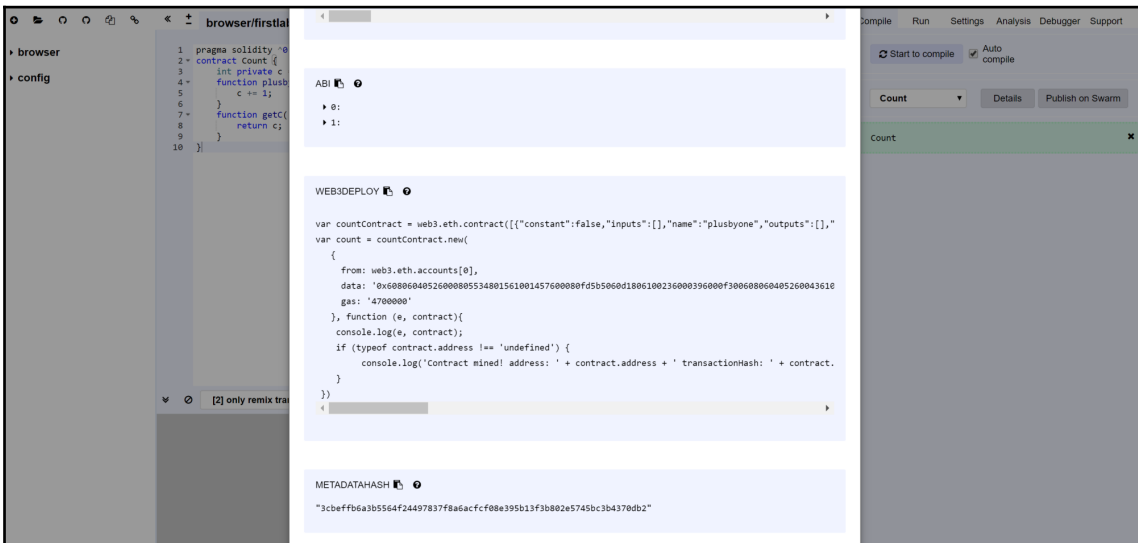 browser/firstlal
Compile Run Settings Analysis Debugger Support
browser
config
1 pragma solidity ^0
2 contract Count {
3 int private c
4 function plusb
5 c += 1;
6 }
7 function getC(
8 return c;
9 }
10 }
Start to compile
Auto compile
Count
Details
Publish on Swarm
Count
ABI
0:
1:
WEB3DEPLOY
var countContract = web3.eth.contract([{"constant":false,"inputs":[],"name":"plusbyone","outputs":[],"
var count = countContract.new(
{
from: web3.eth.accounts[0],
data: '0x608060405260008055348015610014576000 80fd5b5060d1806100236000396000f300608060405260043610
gas: '4700000'
}, function (e, contract){
console.log(e, contract);
if (typeof contract.address !== 'undefined') {
console.log('Contract mined! address: ' + contract.address + ' transactionHash: ' + contract.
}
})
[2] only remix tra
METADATAHASH
"3cbeffb6a3b5564f24497837f8a6acfcf08e395b13f3b802e5745bc3b4370db2"